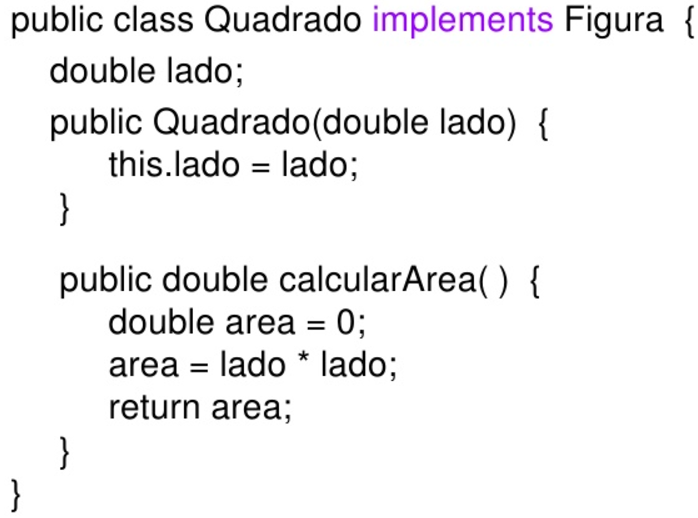 public class Quadrado implements Figura {
double lado;
public Quadrado(double lado) {
this.lado = lado;
}
public double calcularArea( ) {
double area = 0;
area = lado * lado;
return area;
}
}